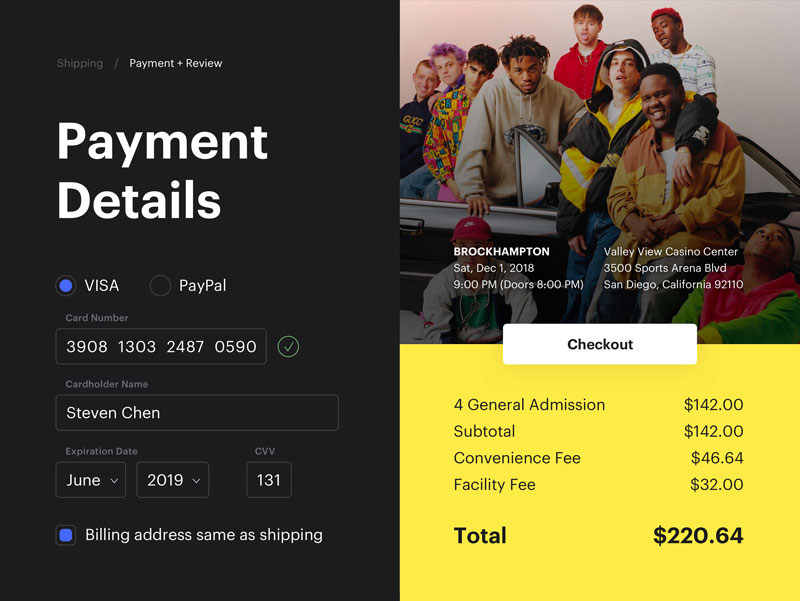 Shipping / Payment + Review
Payment
Details
VISA PayPal
Card Number
3908 1303 2487 0590
Cardholder Name
Steven Chen
Expiration Date CVV
June 2019 131
Billing address same as shipping
GUCCI
BROCKHAMPTON
Sat, Dec 1, 2018
9:00 PM (Doors 8:00 PM)
Valley View Casino Center
3500 Sports Arena Blvd
San Diego, California 92110
Checkout
4 General Admission $142.00
Subtotal $142.00
Convenience Fee $46.64
Facility Fee $32.00
Total $220.64